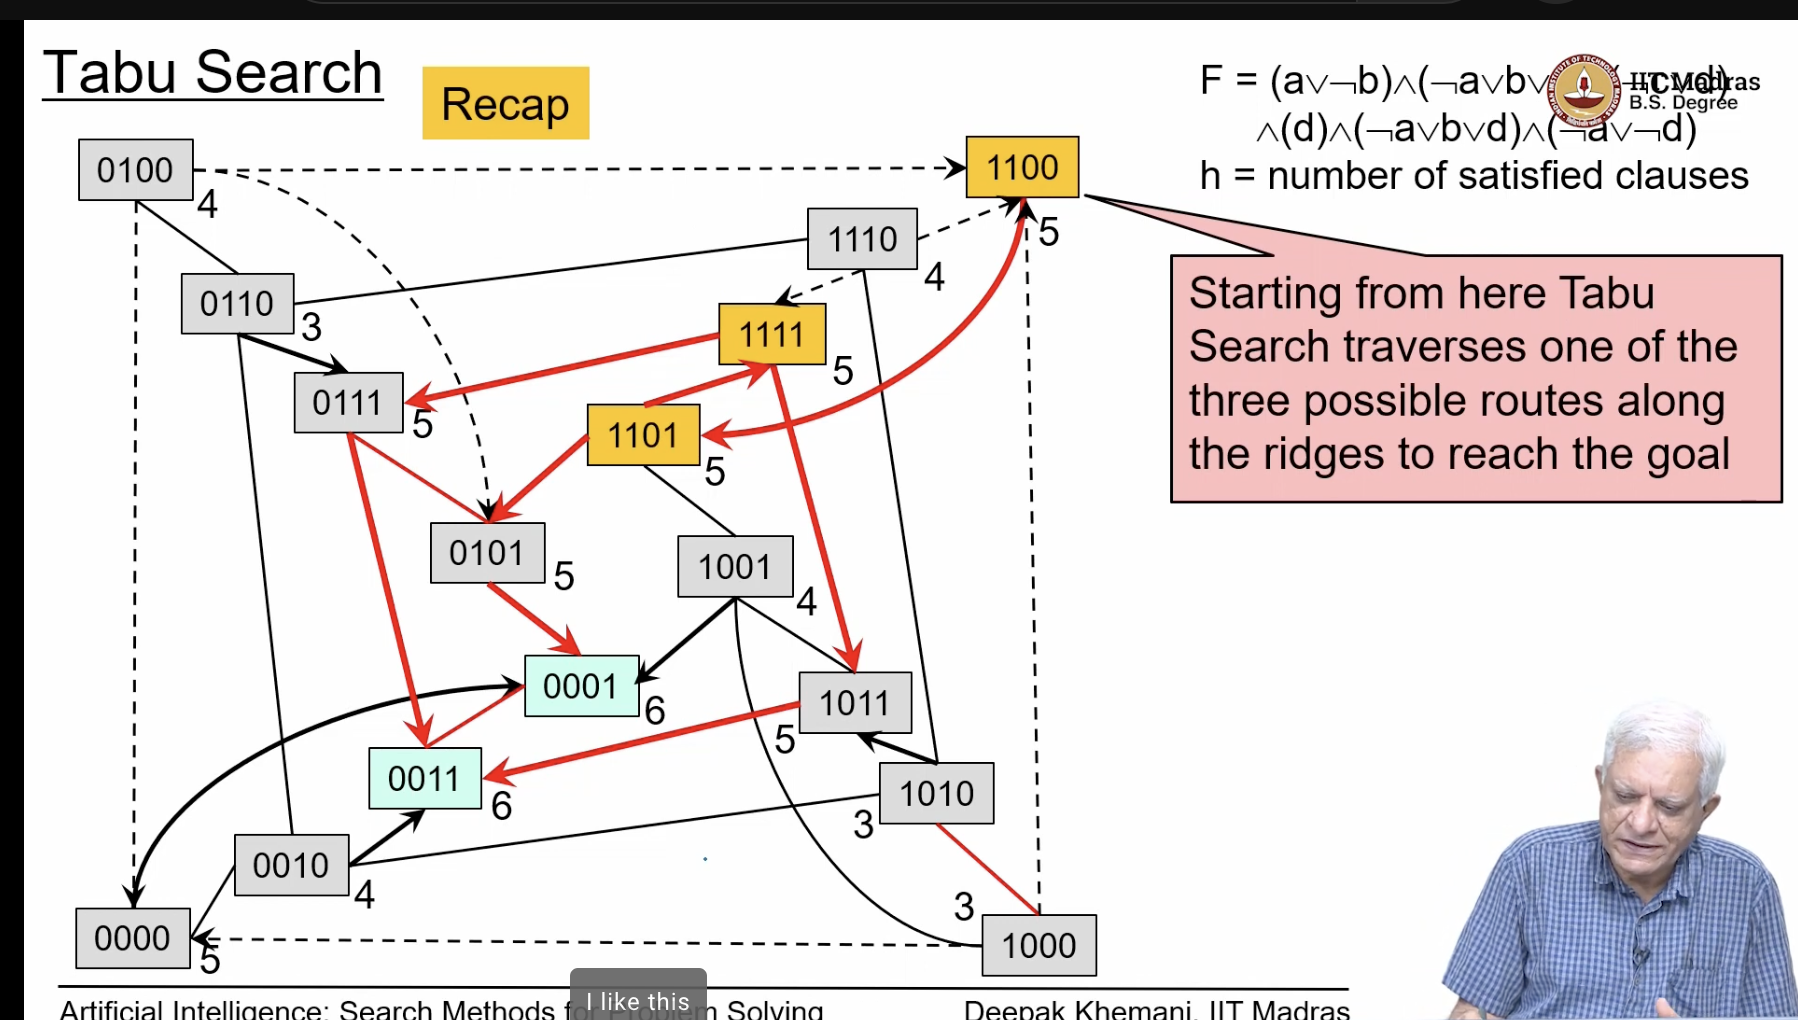 Tabu Search
Recap
F = (a∨¬b)∧(¬a∨b∨ ¬c∨d)
∧(d)∧(¬a∨b∨d)∧(¬a∨¬d)
h = number of satisfied clauses
IIT Madras
B.S. Degree
0100
4
1100
5
1110
4
0110
3
1111
5
0111
5
1101
5
0101
5
1001
4
0001
6
1011
5
0011
6
1010
3
0010
4
0000
5
1000
3
Starting from here Tabu
Search traverses one of the
three possible routes along
the ridges to reach the goal
I like this
Artificial Intelligence: Search Methods for Problem Solving
Deepak Khemani, IIT Madras